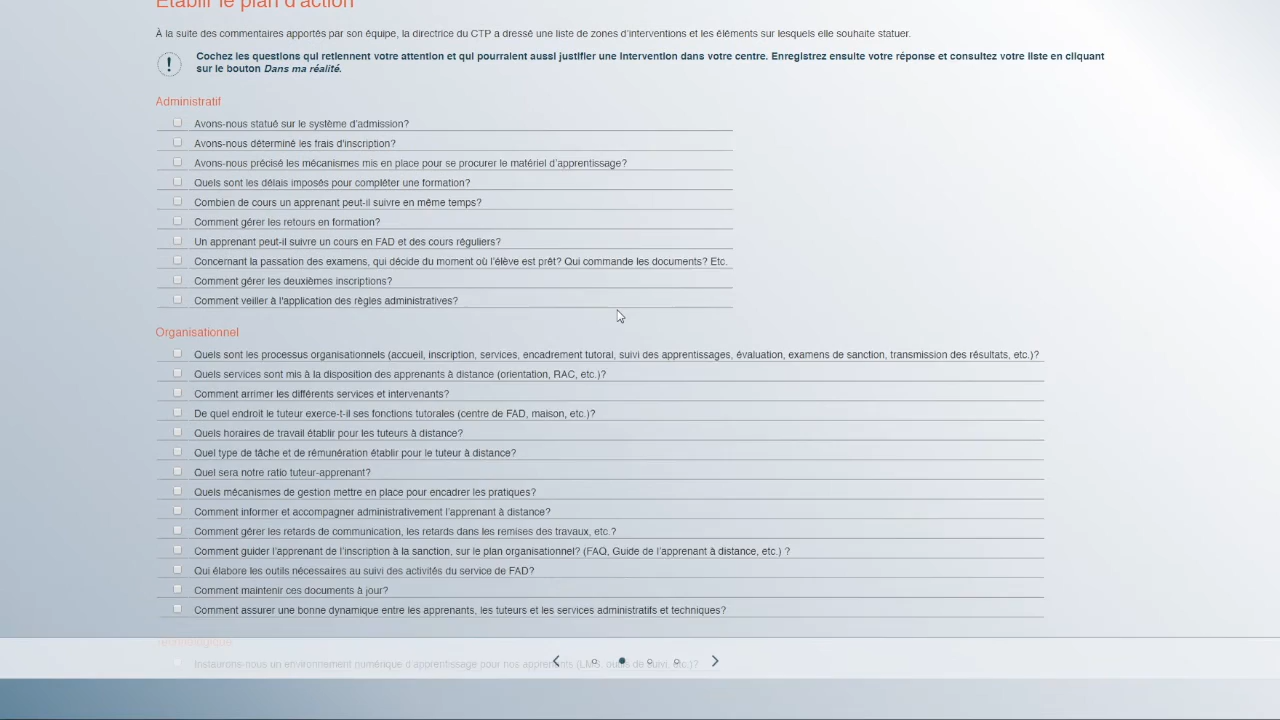 Établir le plan d'action
À la suite des commentaires apportés par son équipe, la directrice du CTP a dressé une liste de zones d'interventions et les éléments sur lesquels elle souhaite statuer.
Cochez les questions qui retiennent votre attention et qui pourraient aussi justifier une intervention dans votre centre. Enregistrez ensuite votre réponse et consultez votre liste en cliquant
sur le bouton Dans ma réalité.
Administratif
Avons-nous statué sur le système d'admission?
Avons-nous déterminé les frais d'inscription?
Avons-nous précisé les mécanismes mis en place pour se procurer le matériel d'apprentissage?
Quels sont les délais imposés pour compléter une formation?
Combien de cours un apprenant peut-il suivre en même temps?
Comment gérer les retours en formation?
Un apprenant peut-il suivre un cours en FAD et des cours réguliers?
Concernant la passation des examens, qui décide du moment où l'élève est prêt? Qui commande les documents? Etc.
Comment gérer les deuxièmes inscriptions?
Comment veiller à l'application des règles administratives?
Organisationnel
Quels sont les processus organisationnels (accueil, inscription, services, encadrement tutoral, suivi des apprentissages, évaluation, examens de sanction, transmission des résultats, etc.)?
Quels services sont mis à la disposition des apprenants à distance (orientation, RAC, etc.)?
Comment arrimer les différents services et intervenants?
De quel endroit le tuteur exerce-t-il ses fonctions tutorales (centre de FAD, maison, etc.)?
Quels horaires de travail établir pour les tuteurs à distance?
Quel type de tâche et de rémunération établir pour le tuteur à distance?
Quel sera notre ratio tuteur-apprenant?
Quels mécanismes de gestion mettre en place pour encadrer les pratiques?
Comment informer et accompagner administrativement l'apprenant à distance?
Comment gérer les retards de communication, les retards dans les remises des travaux, etc.?
Comment guider l'apprenant de l'inscription à la sanction, sur le plan organisationnel? (FAQ, Guide de l'apprenant à distance, etc.) ?
Qui élabore les outils nécessaires au suivi des activités du service de FAD?
Comment maintenir ces documents à jour?
Comment assurer une bonne dynamique entre les apprenants, les tuteurs et les services administratifs et techniques?
Technologique
Instaurons-nous un environnement numérique d'apprentissage pour nos apprenants (LMS, outils de suivi, etc.)?